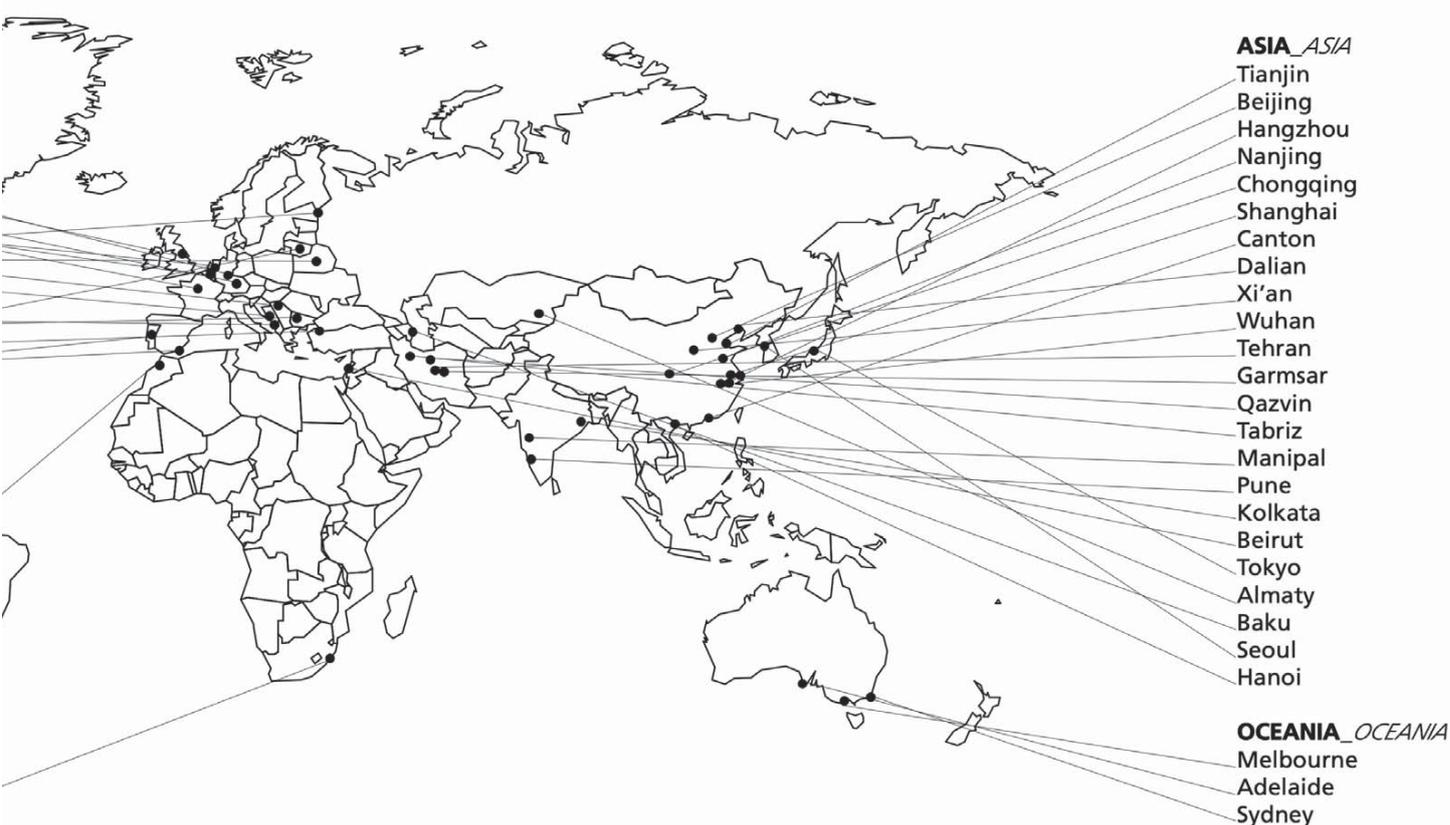 ASIA_ASIA
Tianjin
Beijing
Hangzhou
Nanjing
Chongqing
Shanghai
Canton
Dalian
Xi'an
Wuhan
Tehran
Garmsar
Qazvin
Tabriz
Manipal
Pune
Kolkata
Beirut
Tokyo
Almaty
Baku
Seoul
Hanoi
OCEANIA_OCEANIA
Melbourne
Adelaide
Sydney